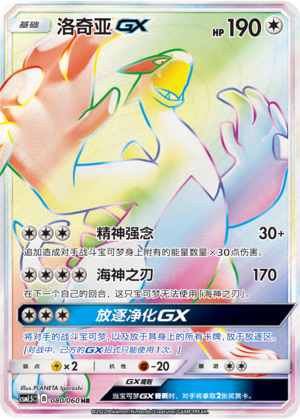 基础 洛奇亚GX HP 190
精神强念 30+
追加造成对手战斗宝可梦身上附有的能量数量×30点伤害。
海神之刃 170
在下一个自己的回合，这只宝可梦无法使用「海神之刃」。
放逐净化GX
将对手的战斗宝可梦，以及放于其身上的所有卡牌，放于放逐区。
[对战中，己方的GX招式只能使用1次。]
弱点 ×2 抗性 -20 撤退
Illus.PLANETA Igarashi
GX规则
CSM1.5C 080/060 HR
当宝可梦GX昏厥时，对手将拿取2张奖赏卡。